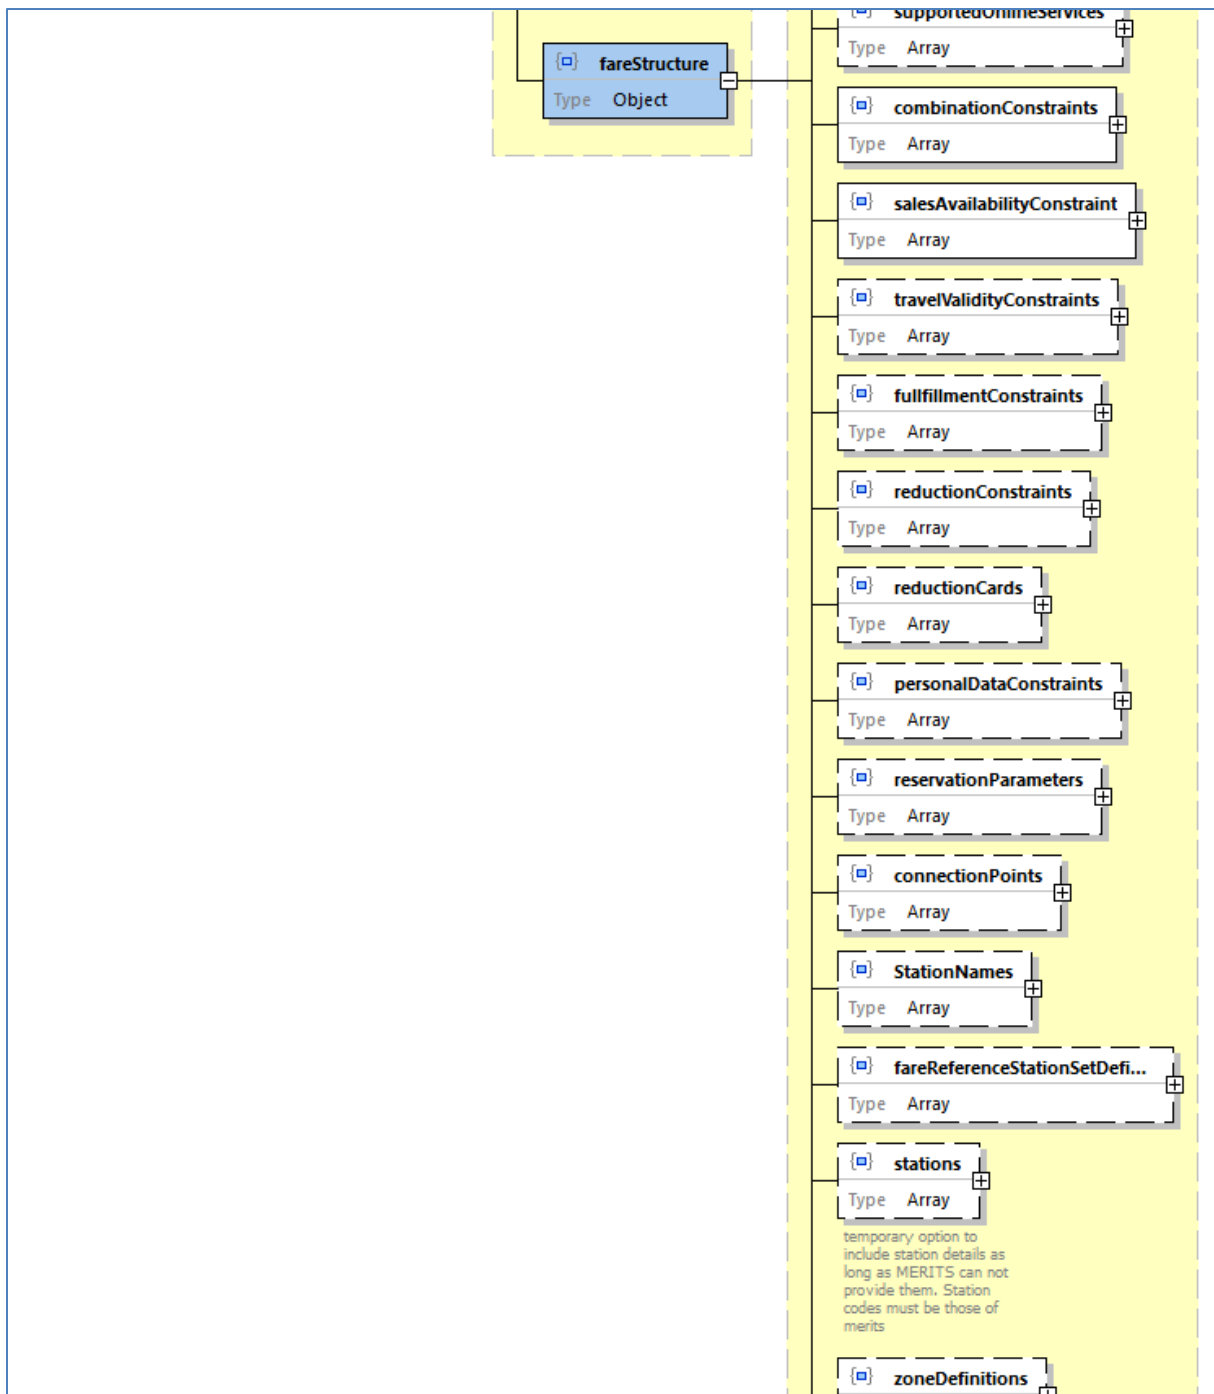 supportedOnlineServices
Type Array
fareStructure
Type Object
combinationConstraints
Type Array
salesAvailabilityConstraint
Type Array
travelValidityConstraints
Type Array
fullfillmentConstraints
Type Array
reductionConstraints
Type Array
reductionCards
Type Array
personalDataConstraints
Type Array
reservationParameters
Type Array
connectionPoints
Type Array
StationNames
Type Array
fareReferenceStationSetDefi...
Type Array
stations
Type Array
temporary option to
include station details as
long as MERITS can not
provide them. Station
codes must be those of
merits
zoneDefinitions